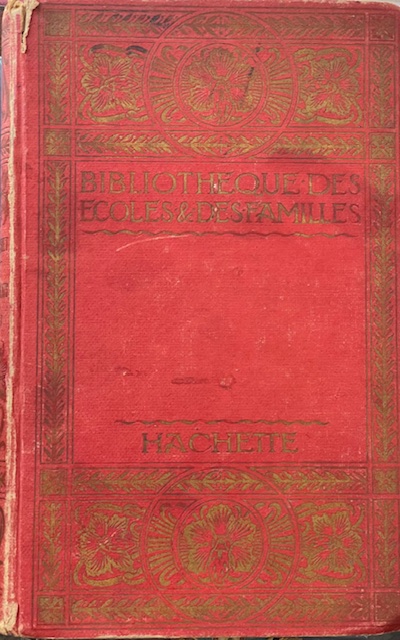 BIBLIOTHEQUE DES
ECOLES & DES FAMILLES
HACHETTE